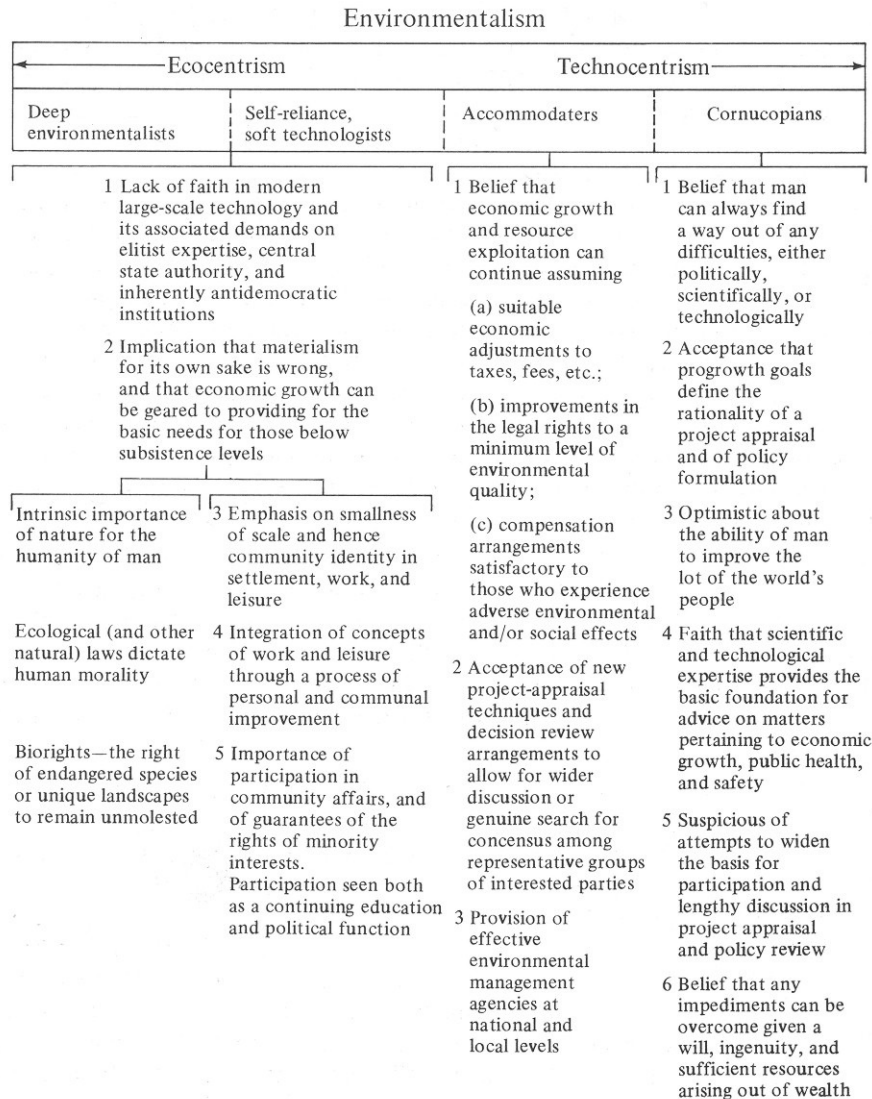 Environmentalism
Ecocentrism
Technocentrism
Deep
environmentalists
Self-reliance,
soft technologists
Accommodaters
Cornucopians
1 Lack of faith in modern
large-scale technology and
its associated demands on
elitist expertise, central
state authority, and
inherently antidemocratic
institutions
2 Implication that materialism
for its own sake is wrong,
and that economic growth can
be geared to providing for the
basic needs for those below
subsistence levels
Intrinsic importance
of nature for the
humanity of man
Ecological (and other
natural) laws dictate
human morality
Biorights—the right
of endangered species
or unique landscapes
to remain unmolested
3 Emphasis on smallness
of scale and hence
community identity in
settlement, work, and
leisure
4 Integration of concepts
of work and leisure
through a process of
personal and communal
improvement
5 Importance of
participation in
community affairs, and
of guarantees of the
rights of minority
interests.
Participation seen both
as a continuing education
and political function
1 Belief that
economic growth
and resource
exploitation can
continue assuming
(a) suitable
economic
adjustments to
taxes, fees, etc.;
(b) improvements in
the legal rights to a
minimum level of
environmental
quality;
(c) compensation
arrangements
satisfactory to
those who experience
adverse environmental
and/or social effects
2 Acceptance of new
project-appraisal
techniques and
decision review
arrangements to
allow for wider
discussion or
genuine search for
concensus among
representative groups
of interested parties
3 Provision of
effective
environmental
management
agencies at
national and
local levels
1 Belief that man
can always find
a way out of any
difficulties, either
politically,
scientifically, or
technologically
2 Acceptance that
progrowth goals
define the
rationality of a
project appraisal
and of policy
formulation
3 Optimistic about
the ability of man
to improve the
lot of the world's
people
4 Faith that scientific
and technological
expertise provides the
basic foundation for
advice on matters
pertaining to economic
growth, public health,
and safety
5 Suspicious of
attempts to widen
the basis for
participation and
lengthy discussion in
project appraisal
and policy review
6 Belief that any
impediments can be
overcome given a
will, ingenuity, and
sufficient resources
arising out of wealth